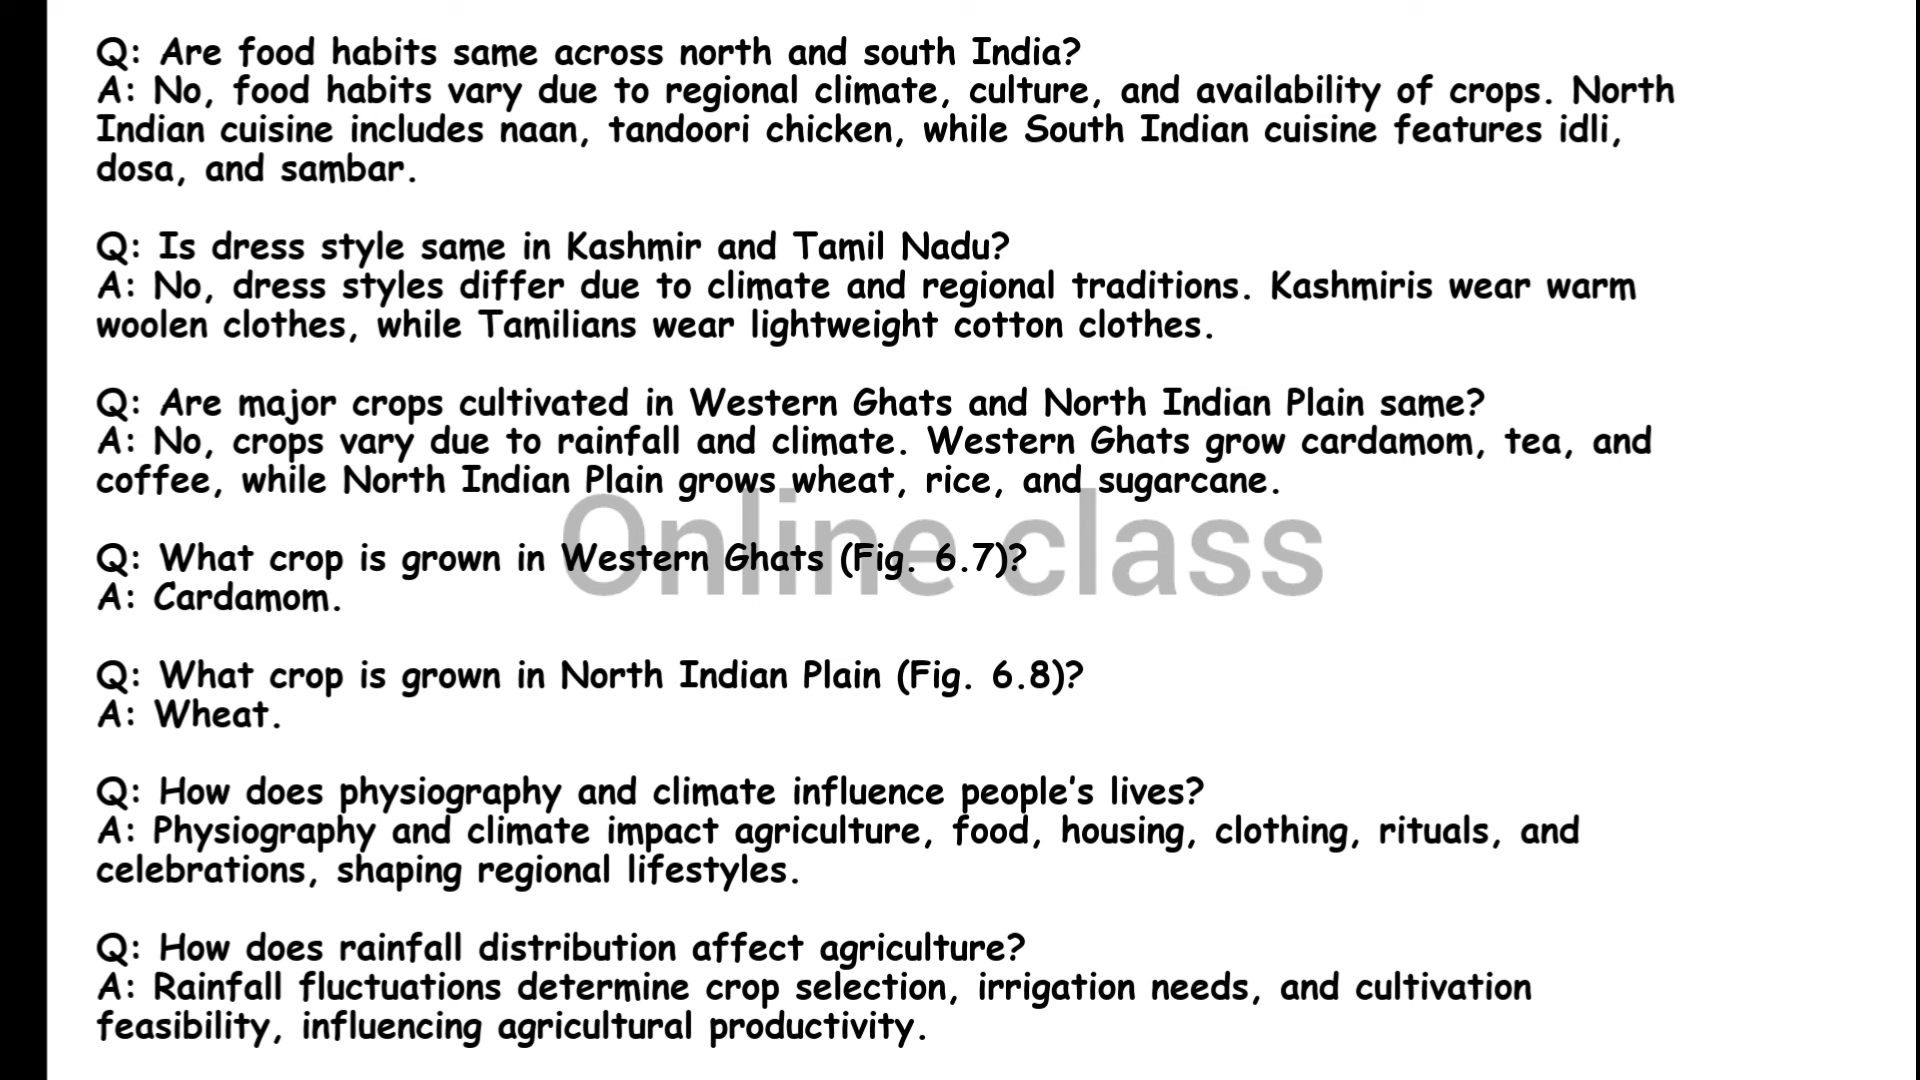 Q: Are food habits same across north and south India?
A: No, food habits vary due to regional climate, culture, and availability of crops. North
Indian cuisine includes naan, tandoori chicken, while South Indian cuisine features idli,
dosa, and sambar.
Q: Is dress style same in Kashmir and Tamil Nadu?
A: No, dress styles differ due to climate and regional traditions. Kashmiris wear warm
woolen clothes, while Tamilians wear lightweight cotton clothes.
Q: Are major crops cultivated in Western Ghats and North Indian Plain same?
A: No, crops vary due to rainfall and climate. Western Ghats grow cardamom, tea, and
coffee, while North Indian Plain grows wheat, rice, and sugarcane.
Online class
Q: What crop is grown in Western Ghats (Fig. 6.7)?
A: Cardamom.
Q: What crop is grown in North Indian Plain (Fig. 6.8)?
A: Wheat.
Q: How does physiography and climate influence people's lives?
A: Physiography and climate impact agriculture, food, housing, clothing, rituals, and
celebrations, shaping regional lifestyles.
Q: How does rainfall distribution affect agriculture?
A: Rainfall fluctuations determine crop selection, irrigation needs, and cultivation
feasibility, influencing agricultural productivity.